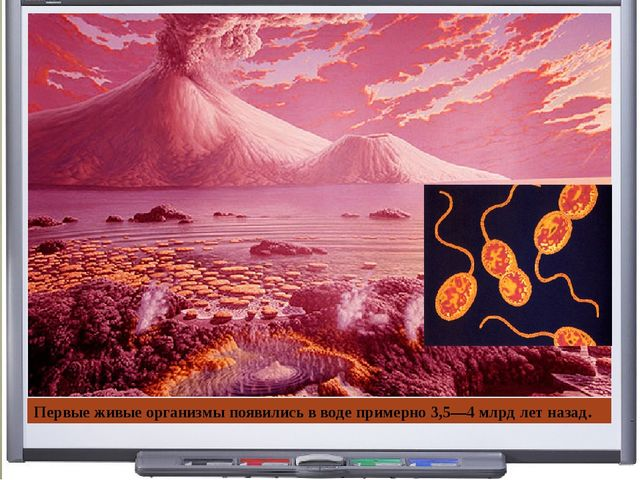 Первые живые организмы появились в воде примерно 3,5—4 млрд лет назад.